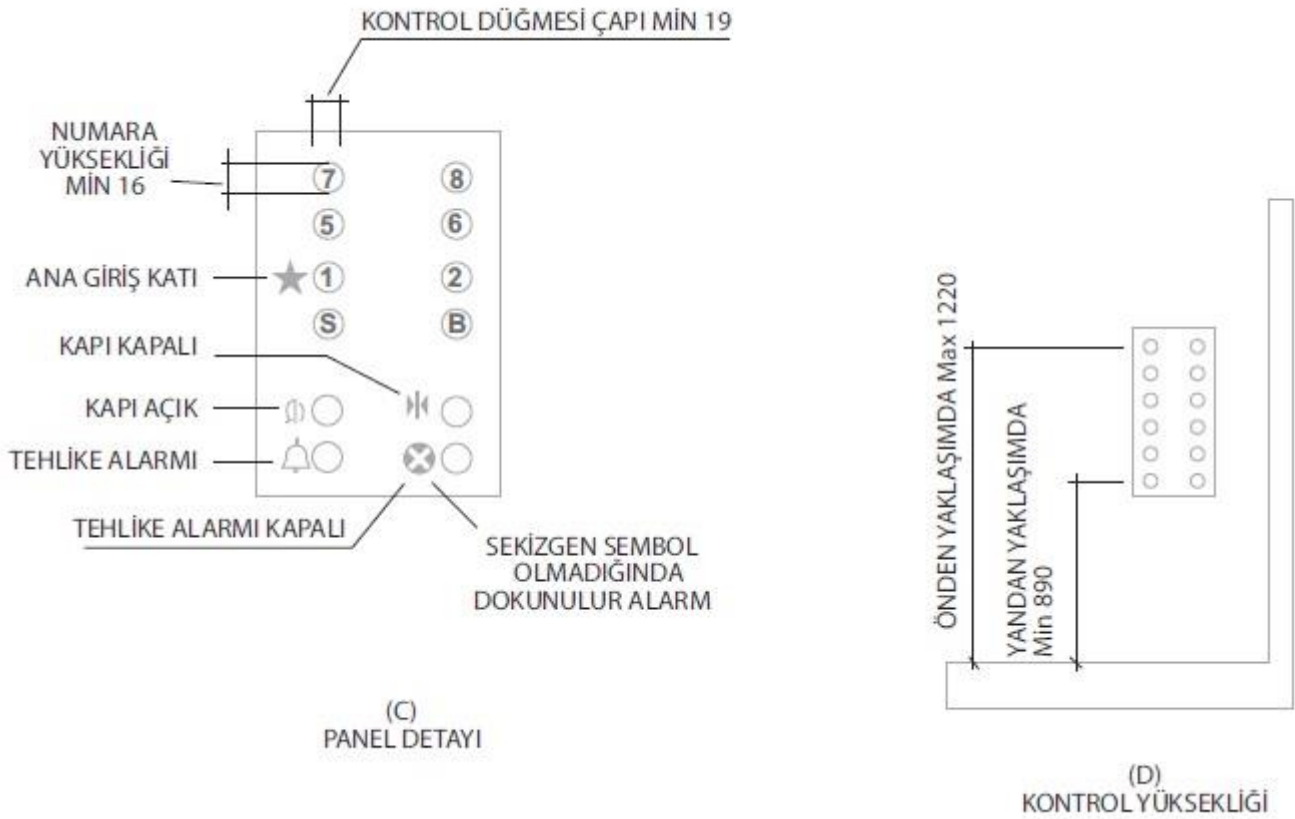 KONTROL DÜĞMESİ ÇAPI MİN 19
NUMARA
YÜKSEKLİĞİ
MİN 16
7
8
5
6
ANA GİRİŞ KATI
1
2
S
B
KAPI KAPALI
KAPI AÇIK
TEHLİKE ALARMI
TEHLİKE ALARMI KAPALI
SEKİZGEN SEMBOL
OLMADIĞINDA
DOKUNULUR ALARM
(C)
PANEL DETAYI
ÖNDEN YAKLAŞIMDA Max 1220
YANDAN YAKLAŞIMDA
Min 890
(D)
KONTROL YÜKSEKLİĞİ